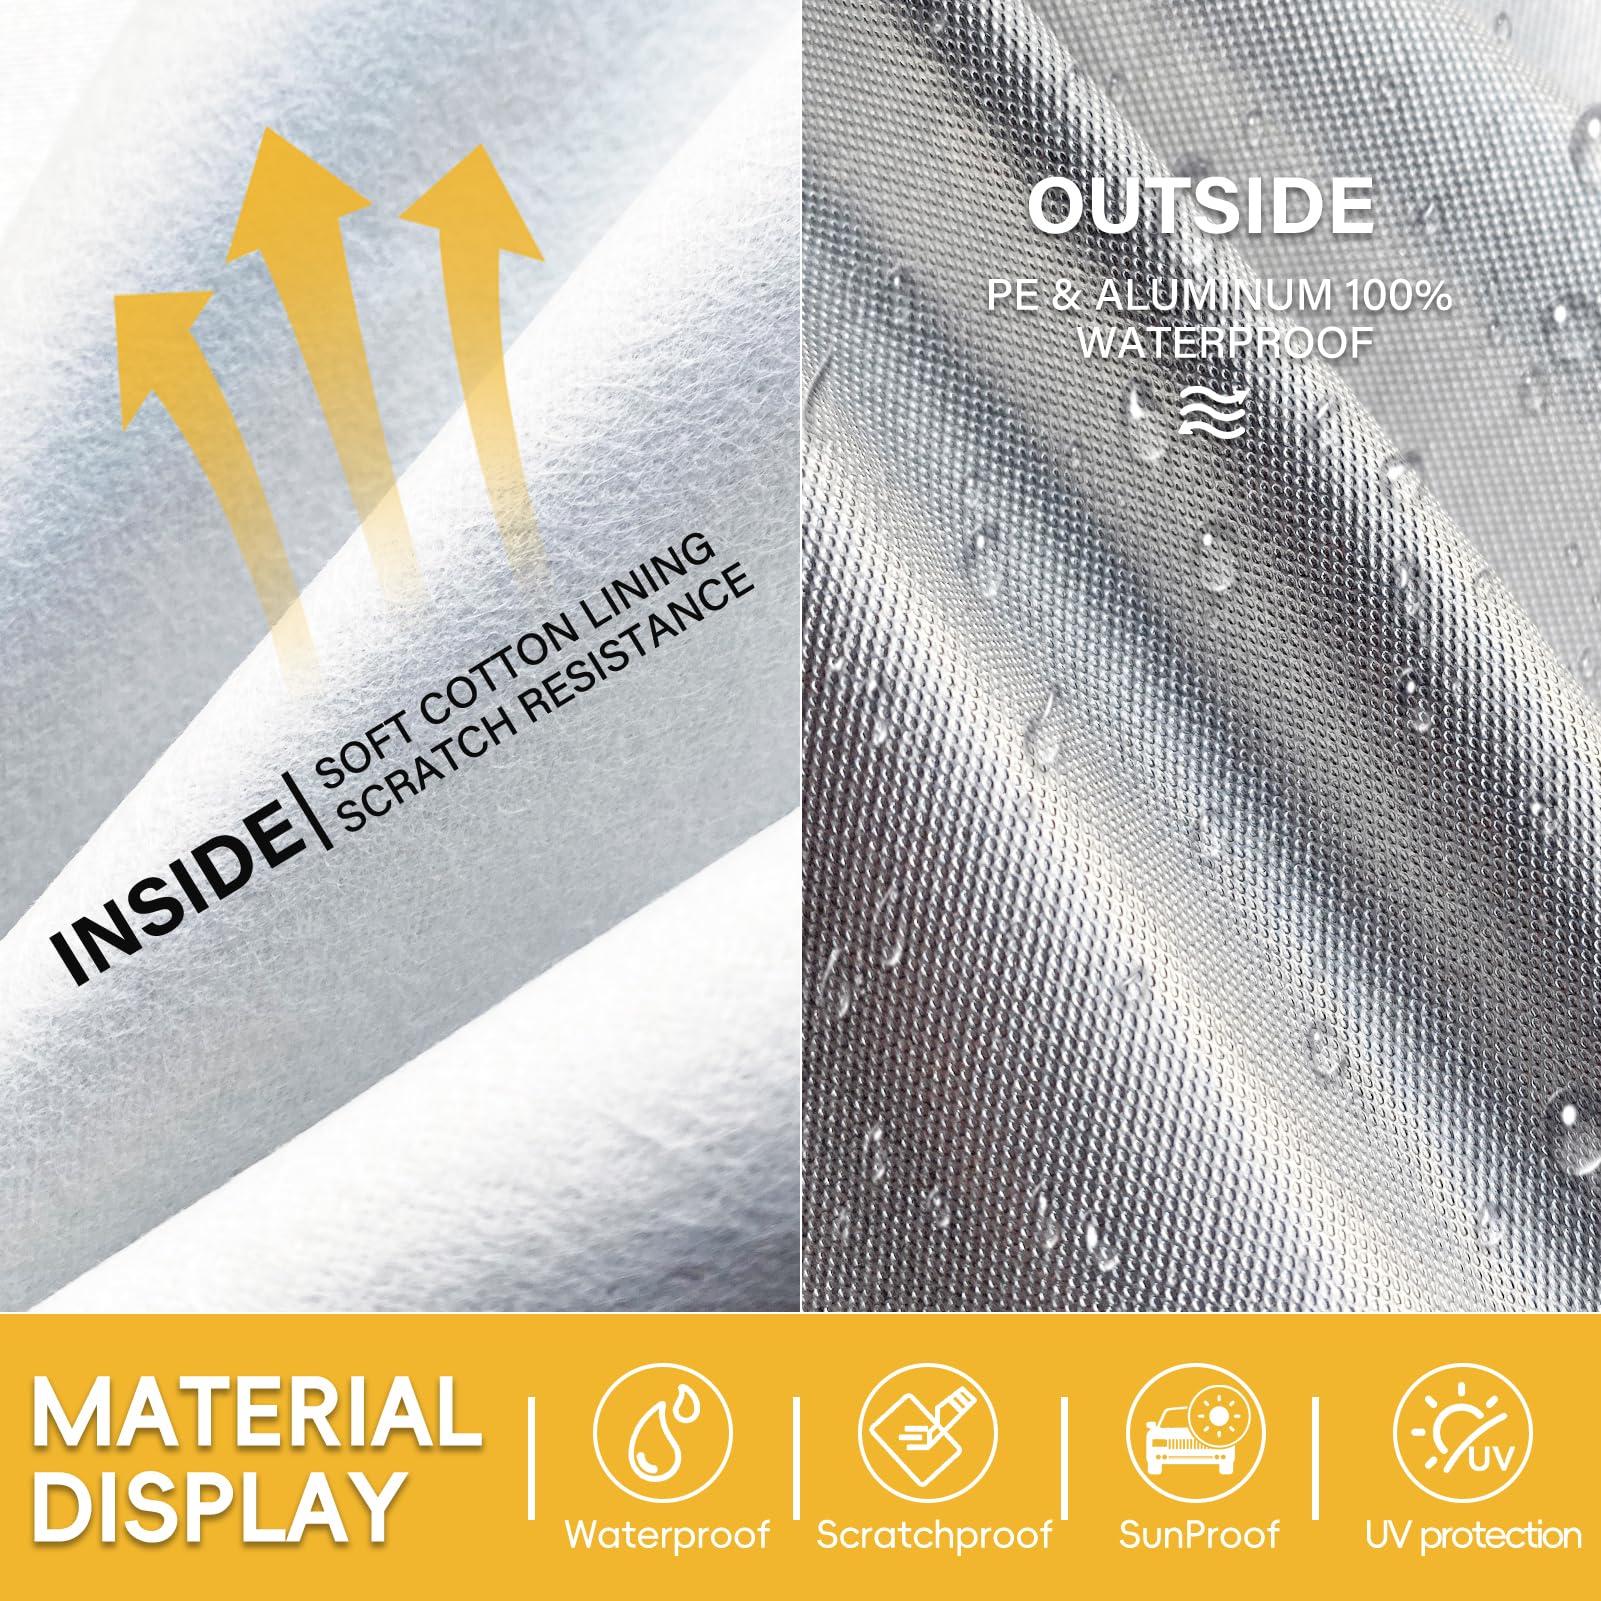 INSIDE
SOFT COTTON LINING
SCRATCH RESISTANCE
OUTSIDE
PE & ALUMINUM 100%
WATERPROOF
MATERIAL
DISPLAY
Waterproof
Scratchproof
SunProof
UV
UV protection